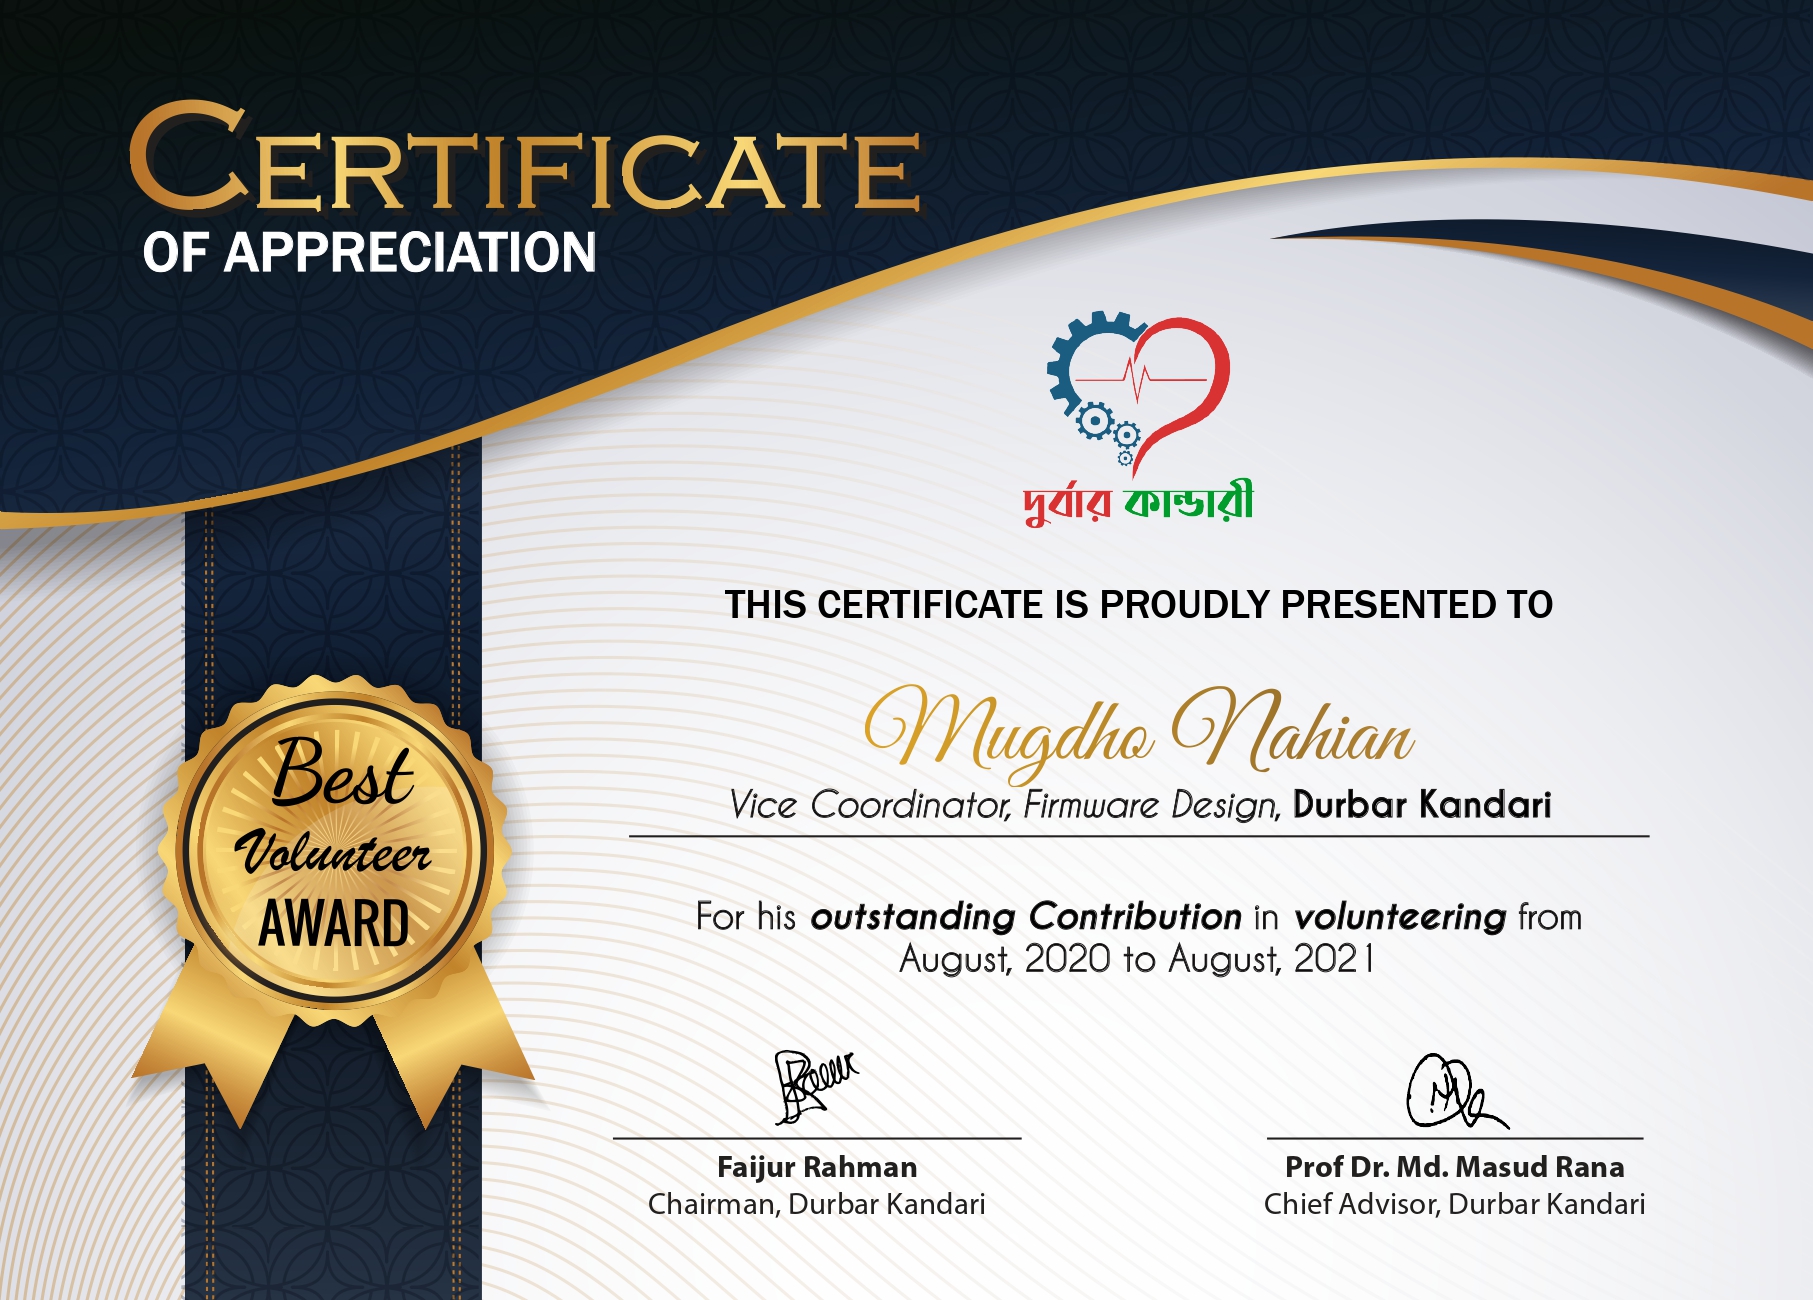 CERTIFICATE
OF APPRECIATION
দুর্বার কান্ডারী
THIS CERTIFICATE IS PROUDLY PRESENTED TO
Mugdho Nahian
Vice Coordinator, Firmware Design, Durbar Kandari
For his outstanding Contribution in volunteering from
August, 2020 to August, 2021
Best
Volunteer
AWARD
Faijur Rahman
Chairman, Durbar Kandari
Prof Dr. Md. Masud Rana
Chief Advisor, Durbar Kandari